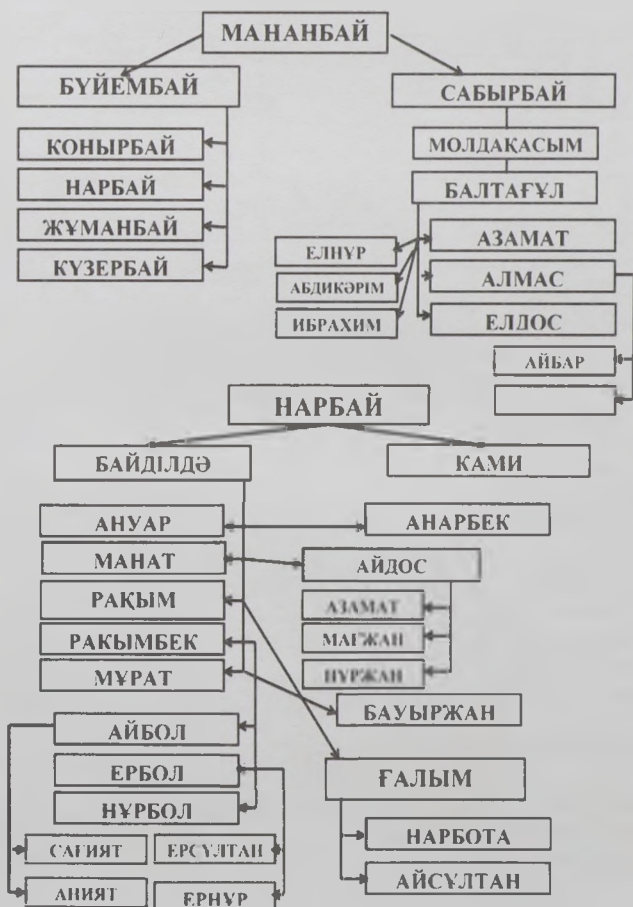 МАНАНБАЙ
БҮЙЕМБАЙ
САБЫРБАЙ
КОНЫРБАЙ
МОЛДАҚАСЫМ
НАРБАЙ
БАЛТАҒҰЛ
ЖҰМАНБАЙ
АЗАМАТ
ЕЛНҰР
КҮЗЕРБАЙ
АБДИКӘРІМ
АЛМАС
ИБРАХИМ
ЕЛДОС
АЙБАР
НАРБАЙ
БАЙДІЛДӘ
КАМИ
АНУАР
АНАРБЕК
МАНАТ
АЙДОС
РАҚЫМ
АЗАМАТ
РАКЫМБЕК
МАҒЖАН
МҰРАТ
НҰРЖАН
БАУЫРЖАН
АЙБОЛ
ЕРБОЛ
ҒАЛЫМ
НҰРБОЛ
НАРБОТА
САҒИЯТ
ЕРСҰЛТАН
АЙСҰЛТАН
АНИЯТ
ЕРНҰР